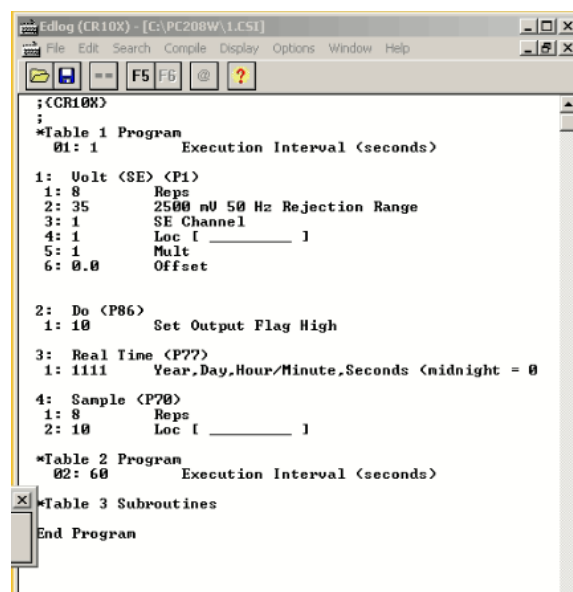 Edlog (CR10X) - [C:\PC208W\1.CSI]
File Edit Search Compile Display Options Window Help
== F5 F6 @ ?
;{CR10X}
;
*Table 1 Program
01: 1 Execution Interval (seconds)
1: Volt (SE) (P1)
1: 8 Reps
2: 35 2500 mV 50 Hz Rejection Range
3: 1 SE Channel
4: 1 Loc [ _________ ]
5: 1 Mult
6: 0.0 Offset
2: Do (P86)
1: 10 Set Output Flag High
3: Real Time (P77)
1: 1111 Year,Day,Hour/Minute,Seconds (midnight = 0
4: Sample (P70)
1: 8 Reps
2: 10 Loc [ _________ ]
*Table 2 Program
02: 60 Execution Interval (seconds)
*Table 3 Subroutines
End Program